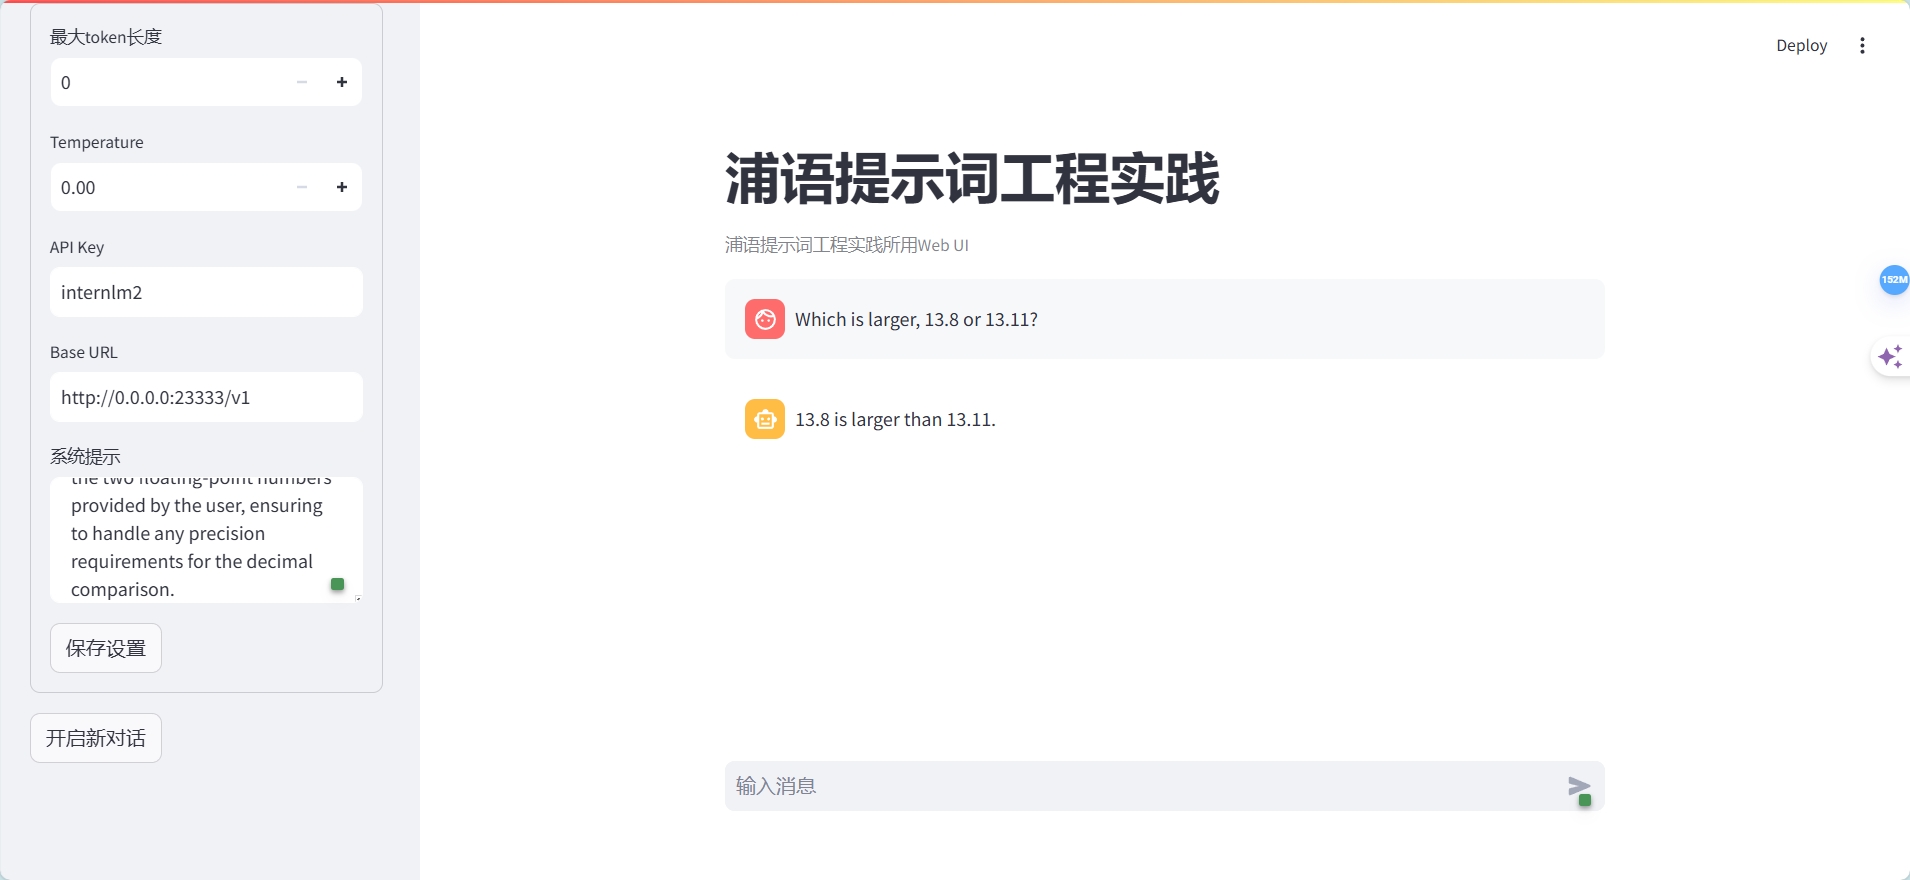 最大token长度
0
Temperature
0.00
API Key
internlm2
Base URL
http://0.0.0.0:23333/v1
系统提示
the two floating-point numbers
provided by the user, ensuring
to handle any precision
requirements for the decimal
comparison.
保存设置
开启新对话
Deploy
浦语提示词工程实践
浦语提示词工程实践所用Web UI
Which is larger, 13.8 or 13.11?
13.8 is larger than 13.11.
输入消息
152M